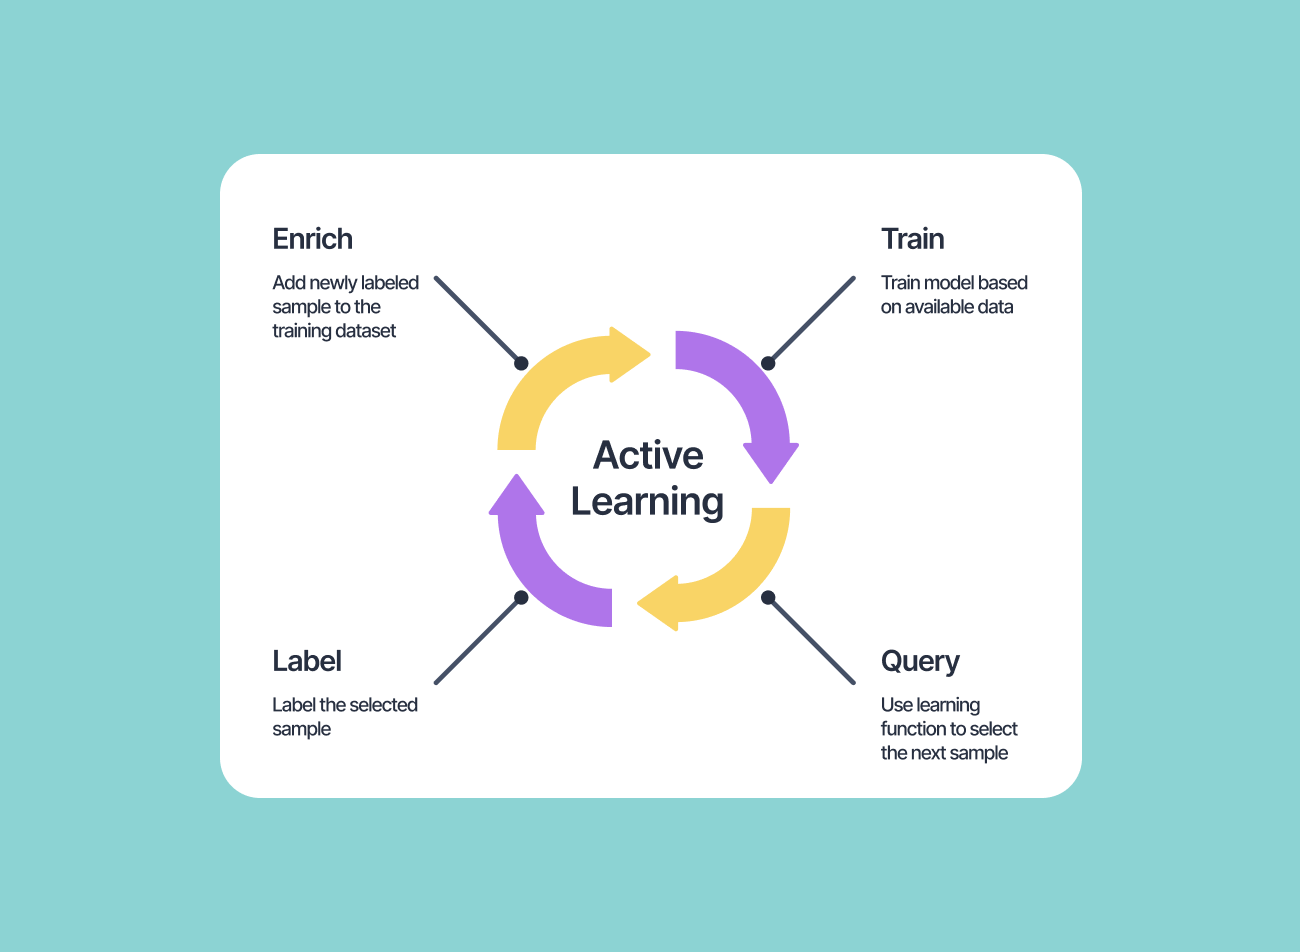 Enrich
Add newly labeled
sample to the
training dataset
Train
Train model based
on available data
Active
Learning
Label
Label the selected
sample
Query
Use learning
function to select
the next sample